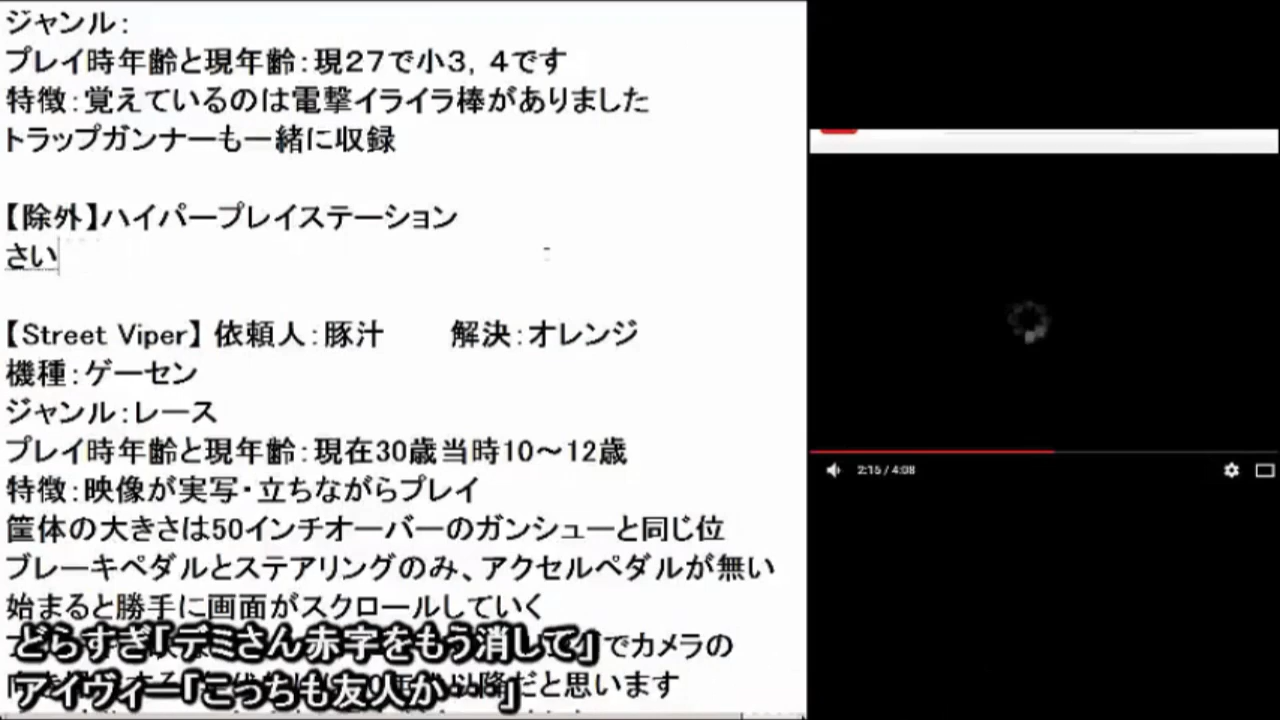 ジャンル：
プレイ時年齢と現年齢：現２７で小３，４です
特徴：覚えているのは電撃イライラ棒がありました
トラップガンナーも一緒に収録
【除外】ハイパープレイステーション
さい
【Street Viper】 依頼人：豚汁　　解決：オレンジ
機種：ゲーセン
ジャンル：レース
プレイ時年齢と現年齢：現在30歳当時10～12歳
特徴：映像が実写・立ちながらプレイ
筐体の大きさは50インチオーバーのガンシューと同じ位
ブレーキペダルとステアリングのみ、アクセルペダルが無い
始まると勝手に画面がスクロールしていく
でカメラの
以降だと思います
どらすぎ「デミさん赤字をもう消して」
アイヴィー「こっちも友人か・・・」
2:15 / 4:08